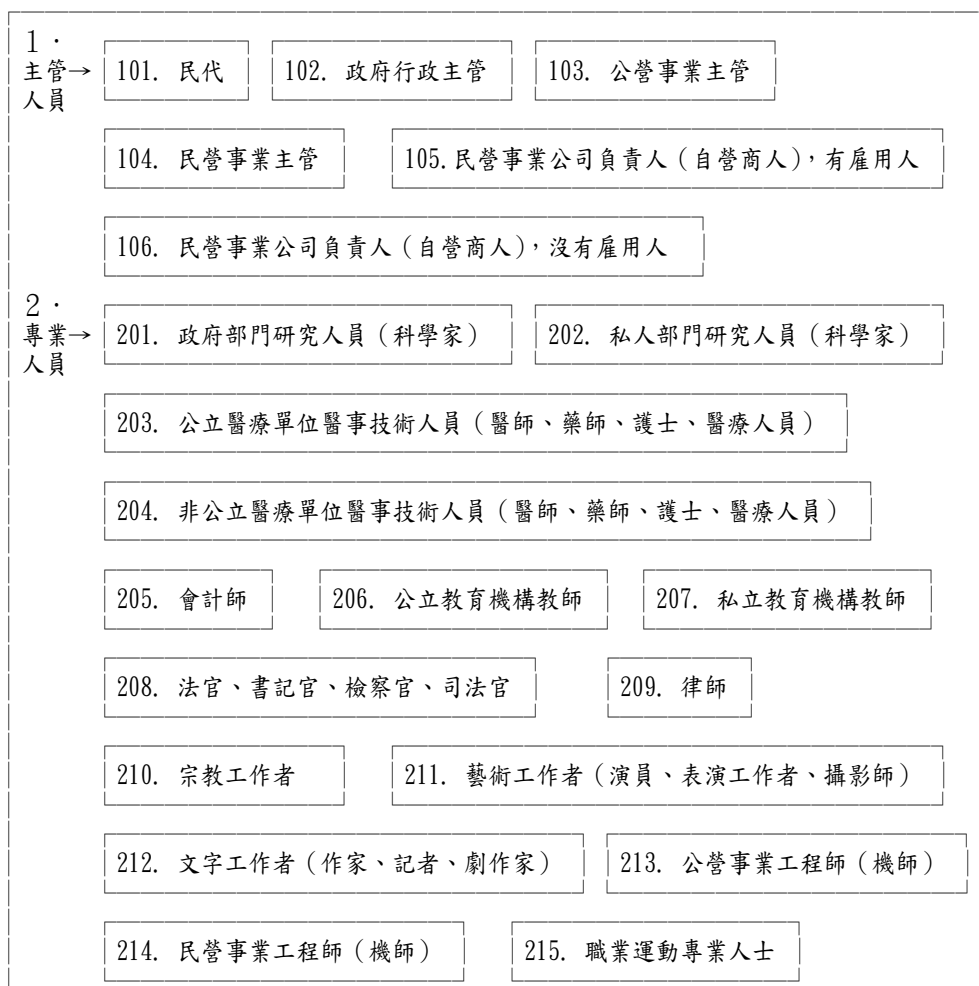 1．
主管→ 101. 民代 102. 政府行政主管 103. 公營事業主管
人員
104. 民營事業主管 105.民營事業公司負責人（自營商人），有雇用人
106. 民營事業公司負責人（自營商人），沒有雇用人
2．
專業→ 201. 政府部門研究人員（科學家） 202. 私人部門研究人員（科學家）
人員
203. 公立醫療單位醫事技術人員（醫師、藥師、護士、醫療人員）
204. 非公立醫療單位醫事技術人員（醫師、藥師、護士、醫療人員）
205. 會計師 206. 公立教育機構教師 207. 私立教育機構教師
208. 法官、書記官、檢察官、司法官 209. 律師
210. 宗教工作者 211. 藝術工作者（演員、表演工作者、攝影師）
212. 文字工作者（作家、記者、劇作家） 213. 公營事業工程師（機師）
214. 民營事業工程師（機師） 215. 職業運動專業人士